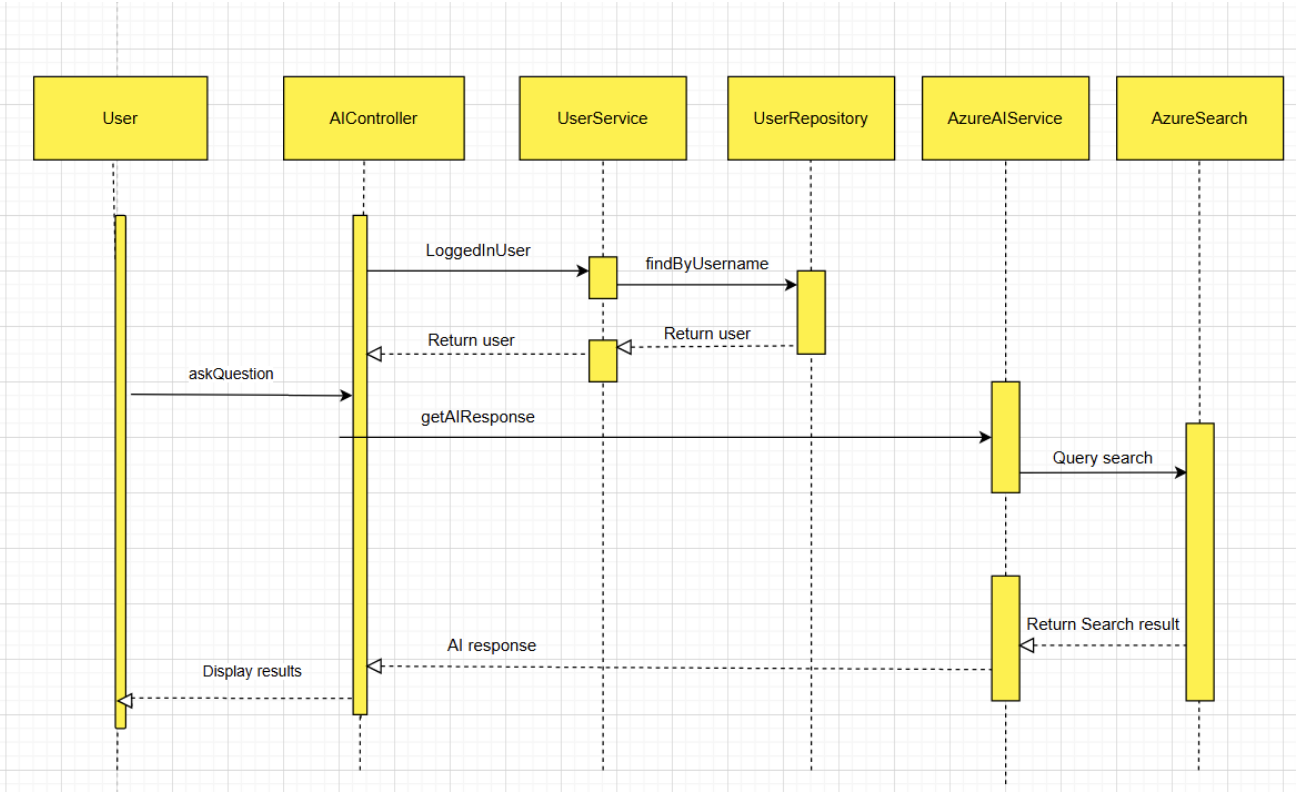 User
AIController
UserService
UserRepository
AzureAIService
AzureSearch
LoggedInUser
findByUsername
Return user
Return user
askQuestion
getAIResponse
Query search
Return Search result
AI response
Display results